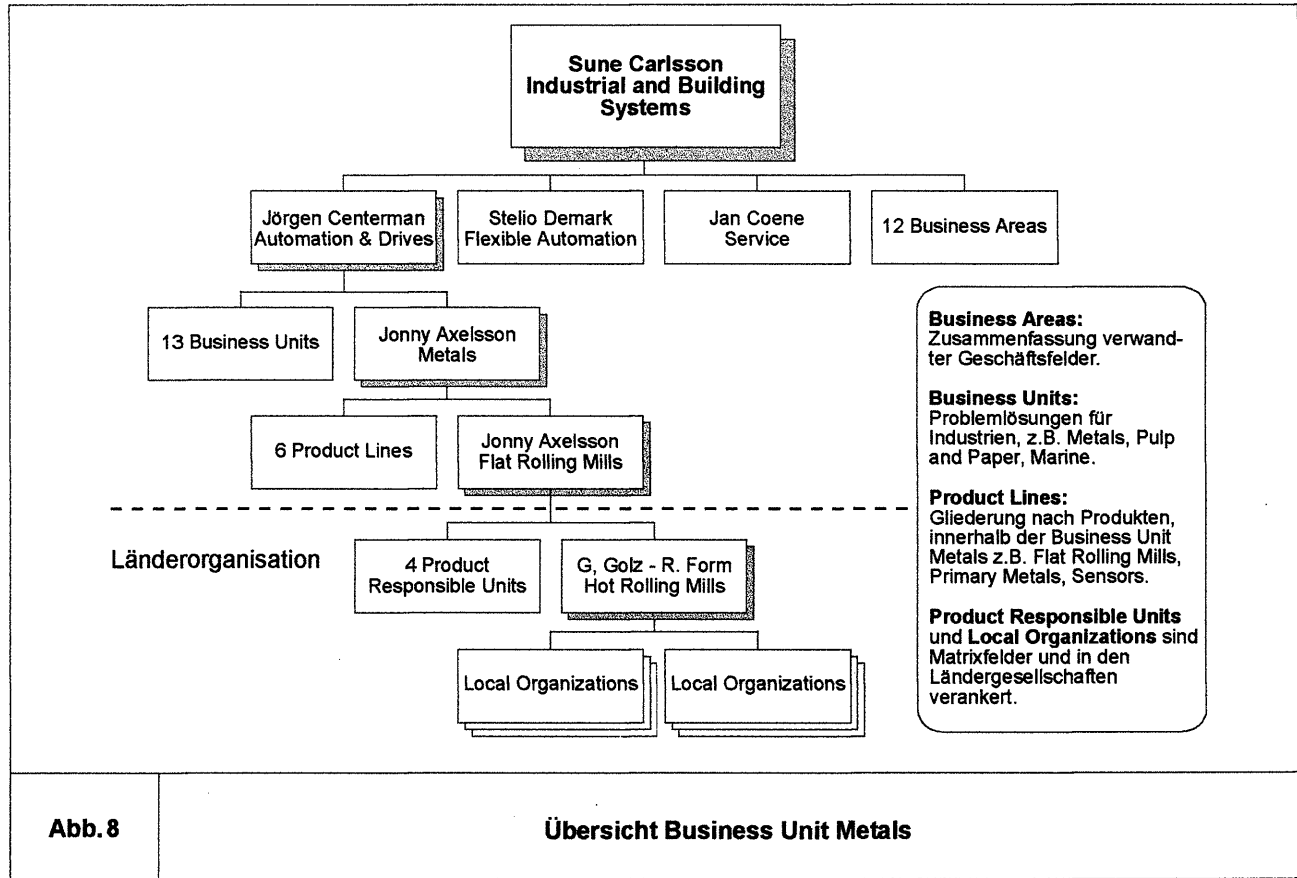 Sune Carlsson
Industrial and Building
Systems
Jörgen Centerman
Automation & Drives
Stelio Demark
Flexible Automation
Jan Coene
Service
12 Business Areas
13 Business Units
Jonny Axelsson
Metals
6 Product Lines
Jonny Axelsson
Flat Rolling Mills
Länderorganisation
4 Product
Responsible Units
G, Golz - R. Form
Hot Rolling Mills
Local Organizations
Local Organizations
Business Areas:
Zusammenfassung verwand-
ter Geschäftsfelder.
Business Units:
Problemlösungen für
Industrien, z.B. Metals, Pulp
and Paper, Marine.
Product Lines:
Gliederung nach Produkten,
innerhalb der Business Unit
Metals z.B. Flat Rolling Mills,
Primary Metals, Sensors.
Product Responsible Units
und Local Organizations sind
Matrixfelder und in den
Ländergesellschaften
verankert.
Abb. 8
Übersicht Business Unit Metals